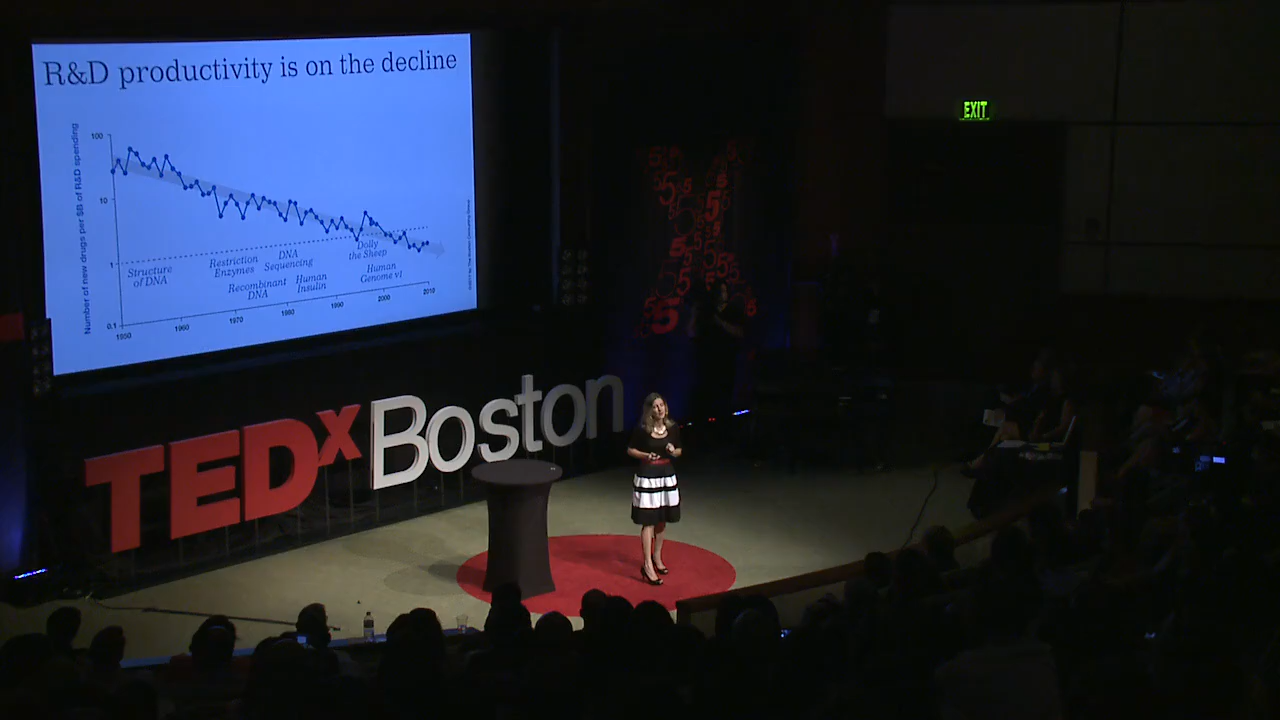 R&D productivity is on the decline
Number of new drugs per $B of R&D spending
100
10
1
0.1
Structure
of DNA
Restriction
Enzymes
DNA
Sequencing
Dolly
the Sheep
Recombinant
DNA
Human
Insulin
Human
Genome v1
1950
1960
1970
1980
1990
2000
2010
EXIT
TEDxBoston